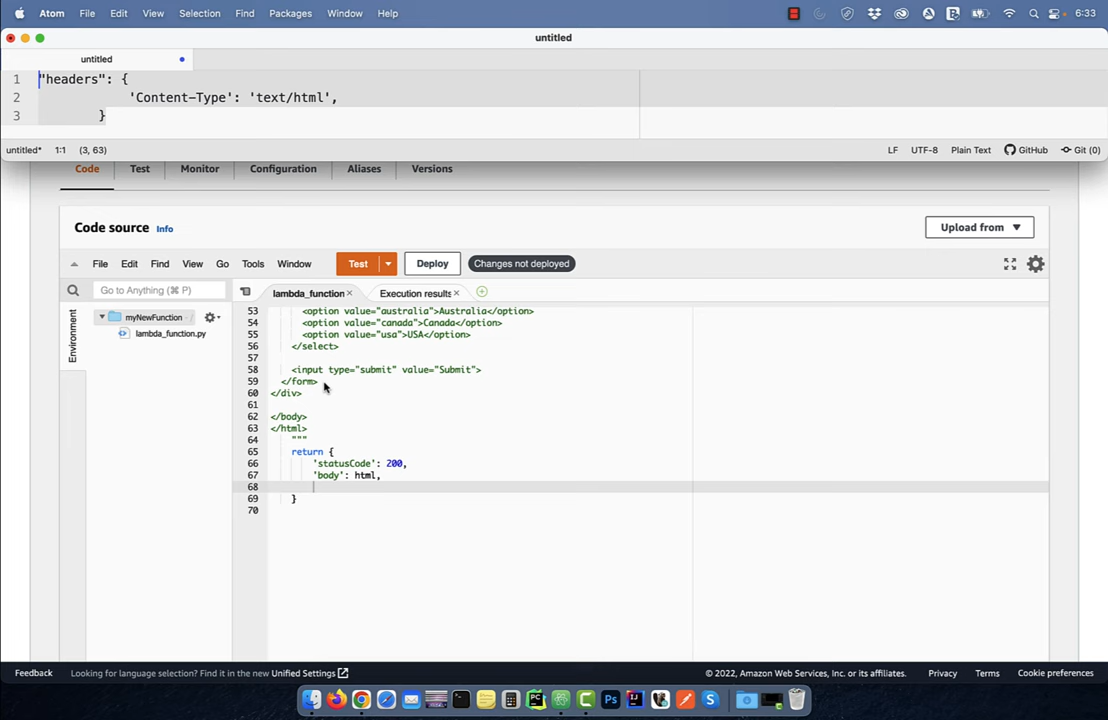 Atom File Edit View Selection Find Packages Window Help 6:33
untitled
untitled
1 "headers": {
2 'Content-Type': 'text/html',
3 }
untitled* 1:1 (3, 63) LF UTF-8 Plain Text GitHub Git (0)
Code Test Monitor Configuration Aliases Versions
Code source Info Upload from
File Edit Find View Go Tools Window Test Deploy Changes not deployed
Go to Anything (⌘ P) lambda_function × Execution results ×
Environment
myNewFunction
lambda_function.py
53 <option value="australia">Australia</option>
54 <option value="canada">Canada</option>
55 <option value="usa">USA</option>
56 </select>
57
58 <input type="submit" value="Submit">
59 </form>
60 </div>
61
62 </body>
63 </html>
64 """
65 return {
66 'statusCode': 200,
67 'body': html,
68
69 }
70
Feedback Looking for language selection? Find it in the new Unified Settings © 2022, Amazon Web Services, Inc. or its affiliates. Privacy Terms Cookie preferences